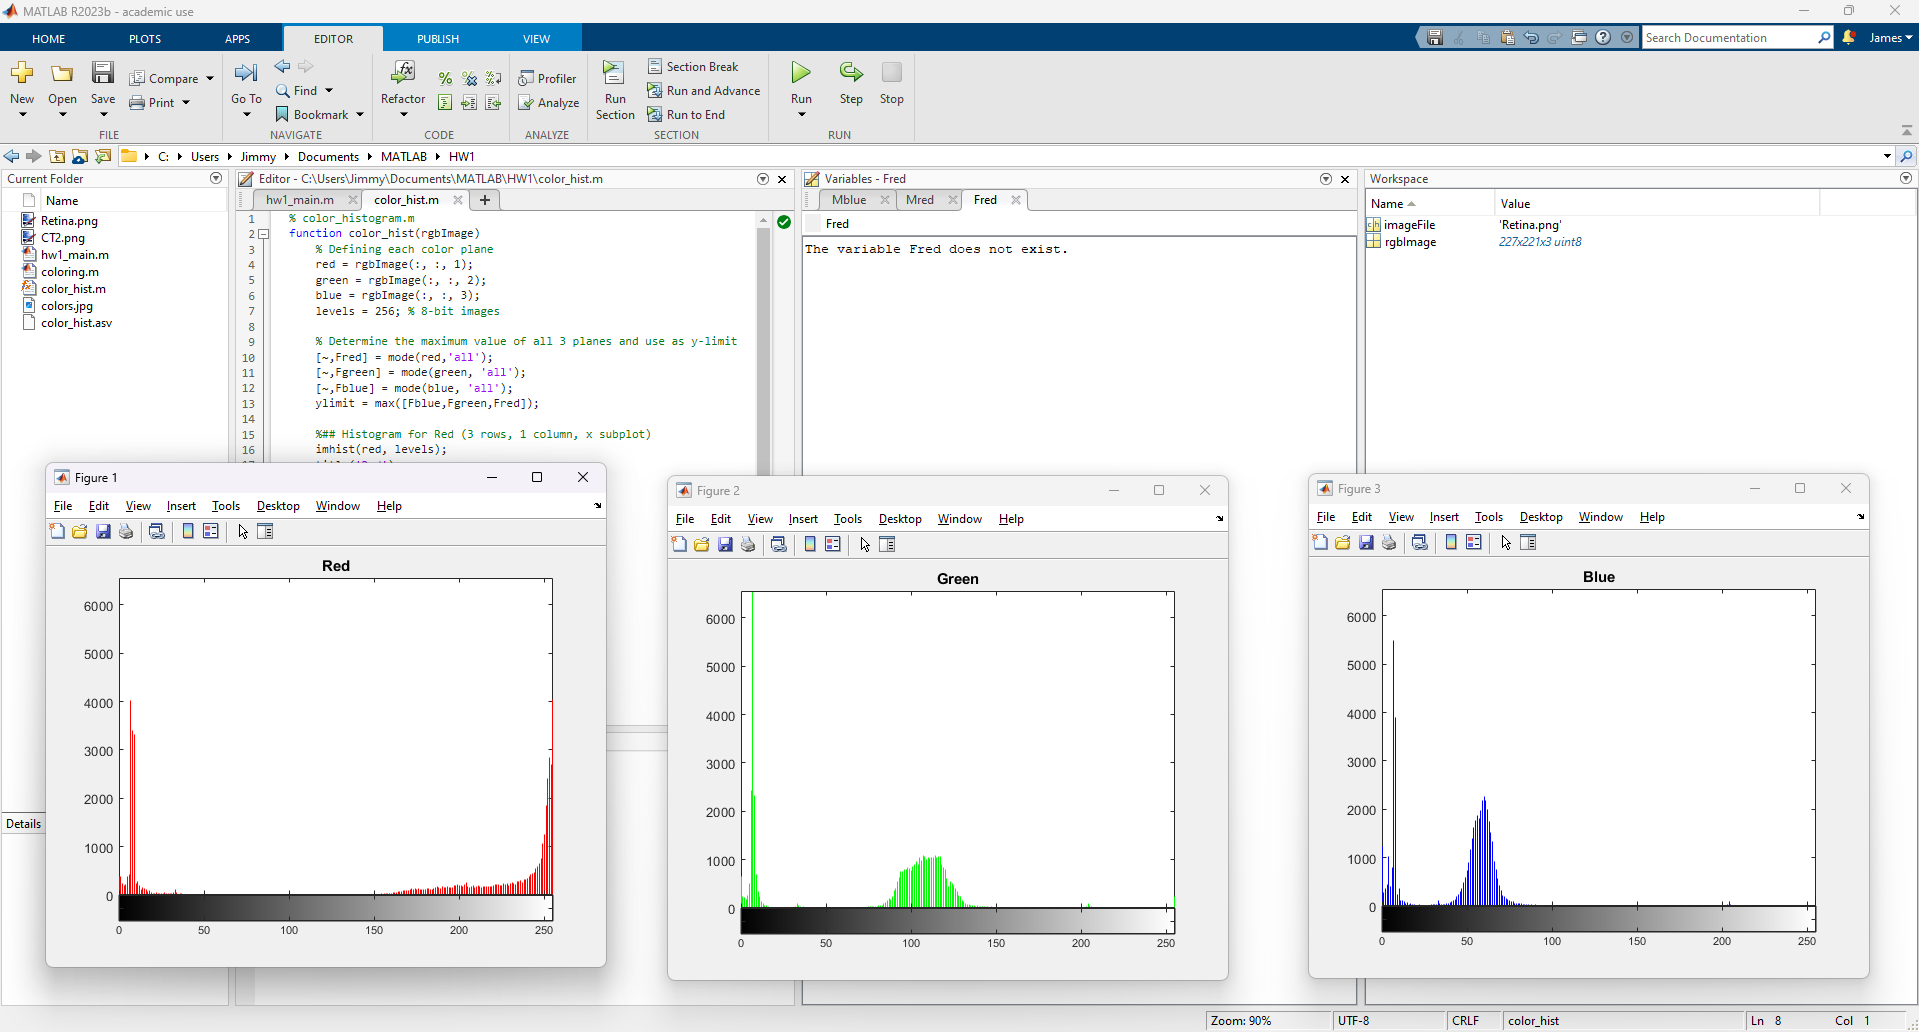 MATLAB R2023b - academic use
HOME PLOTS APPS EDITOR PUBLISH VIEW
Search Documentation James
New Open Save Compare Print
Go To Find Bookmark
Refactor
Profiler Analyze
Run Section
Section Break
Run and Advance
Run to End
Run Step Stop
FILE NAVIGATE CODE ANALYZE SECTION RUN
C: Users Jimmy Documents MATLAB HW1
Current Folder
Name
Retina.png
CT2.png
hw1_main.m
coloring.m
color_hist.m
colors.jpg
color_hist.asv
Details
Editor - C:\Users\Jimmy\Documents\MATLAB\HW1\color_hist.m
hw1_main.m color_hist.m
1 % color_histogram.m
2 function color_hist(rgbImage)
3 % Defining each color plane
4 red = rgbImage(:, :, 1);
5 green = rgbImage(:, :, 2);
6 blue = rgbImage(:, :, 3);
7 levels = 256; % 8-bit images
8
9 % Determine the maximum value of all 3 planes and use as y-limit
10 [~,Fred] = mode(red,'all');
11 [~,Fgreen] = mode(green, 'all');
12 [~,Fblue] = mode(blue, 'all');
13 ylimit = max([Fblue,Fgreen,Fred]);
14
15 %## Histogram for Red (3 rows, 1 column, x subplot)
16 imhist(red, levels);
Variables - Fred
Mblue Mred Fred
Fred
The variable Fred does not exist.
Workspace
Name Value
imageFile 'Retina.png'
rgbImage 227x221x3 uint8
Figure 1
File Edit View Insert Tools Desktop Window Help
Red
6000
5000
4000
3000
2000
1000
0
0 50 100 150 200 250
Figure 2
File Edit View Insert Tools Desktop Window Help
Green
6000
5000
4000
3000
2000
1000
0
0 50 100 150 200 250
Figure 3
File Edit View Insert Tools Desktop Window Help
Blue
6000
5000
4000
3000
2000
1000
0
0 50 100 150 200 250
Zoom: 90% UTF-8 CRLF color_hist Ln 8 Col 1